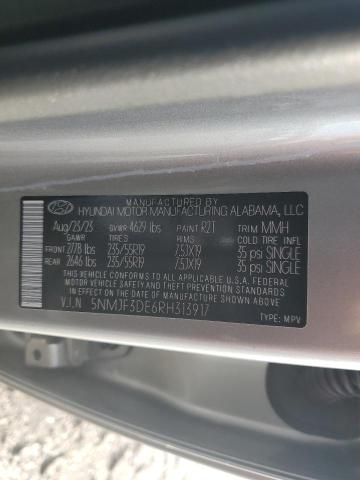 MANUFACTURED BY
HYUNDAI MOTOR MANUFACTURING ALABAMA, LLC
Aug/23/23 GVWR 4629 lbs PAINT R2T TRIM MMH
GAWR TIRES RIMS COLD TIRE INFL
FRONT 2778 lbs 235/55R19 7.5JX19 35 psi SINGLE
REAR 2646 lbs 235/55R19 7.5JX19 35 psi SINGLE
THIS VEHICLE CONFORMS TO ALL APPLICABLE U.S.A. FEDERAL
MOTOR VEHICLE SAFETY, BUMPER AND THEFT PREVENTION
STANDARDS IN EFFECT ON THE DATE OF MANUFACTURE
SHOWN ABOVE.
V.I.N 5NMJF3DE6RH313917
TYPE: MPV